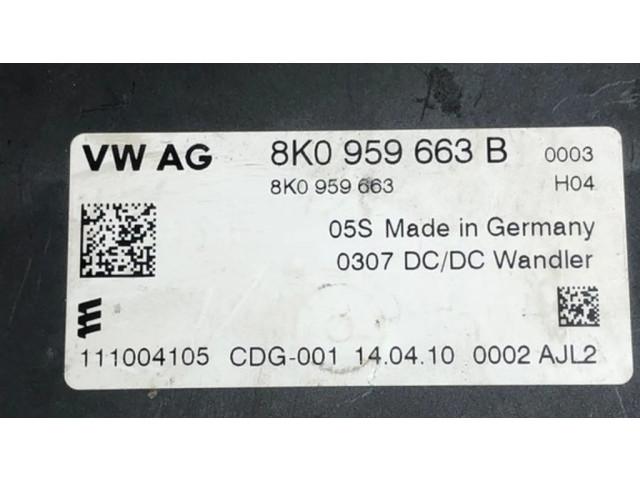 VW AG 8K0 959 663 B 0003
8K0 959 663 H04
05S Made in Germany
0307 DC/DC Wandler
111004105 CDG-001 14.04.10 0002 AJL2